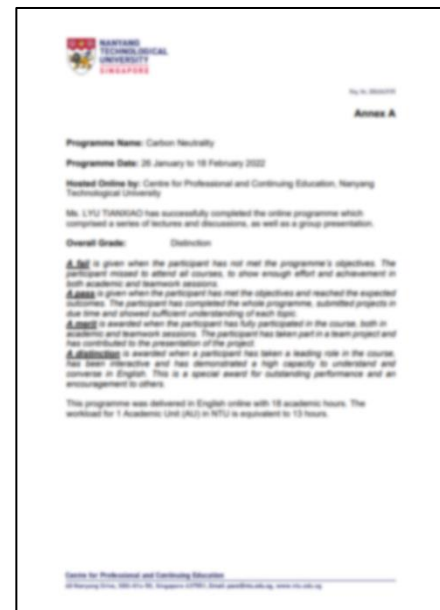 NANYANG
TECHNOLOGICAL
UNIVERSITY
SINGAPORE
Annex A
Programme Name: Carbon Neutrality
Programme Date: 26 January to 18 February 2022
Hosted Online by: Centre for Professional and Continuing Education, Nanyang
Technological University
Ms. LYU TIANXIAO has successfully completed the online programme which
comprised a series of lectures and discussions, as well as a group presentation.
Overall Grade: Distinction
A fail is given when the participant has not met the programme's objectives. The
participant missed to attend all courses, to show enough effort and achievement in
both academic and teamwork sessions.
A pass is given when the participant has met the objectives and reached the expected
outcomes. The participant has completed the whole programme, submitted projects in
due time and showed sufficient understanding of each topic.
A merit is awarded when the participant has fully participated in the course, both in
academic and teamwork sessions. The participant has taken part in a team project and
has contributed to the presentation of the project.
A distinction is awarded when a participant has taken a leading role in the course,
has been interactive and has demonstrated a high capacity to understand and
converse in English. This is a special award for outstanding performance and an
encouragement to others.
This programme was delivered in English online with 18 academic hours. The
workload for 1 Academic Unit (AU) in NTU is equivalent to 13 hours.
Centre for Professional and Continuing Education